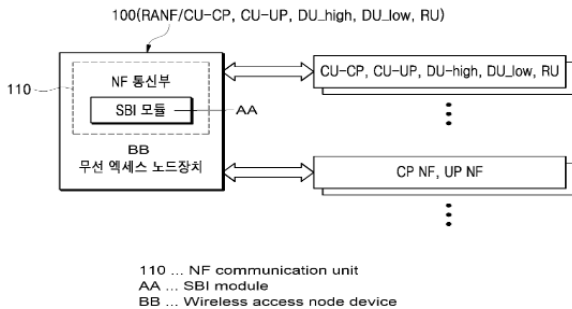 100(RANF/CU-CP, CU-UP, DU_high, DU_low, RU)
110
NF 통신부
SBI 모듈
AA
BB
무선 엑세스 노드장치
CU-CP, CU-UP, DU-high, DU_low, RU
CP NF, UP NF
110 ... NF communication unit
AA ... SBI module
BB ... Wireless access node device